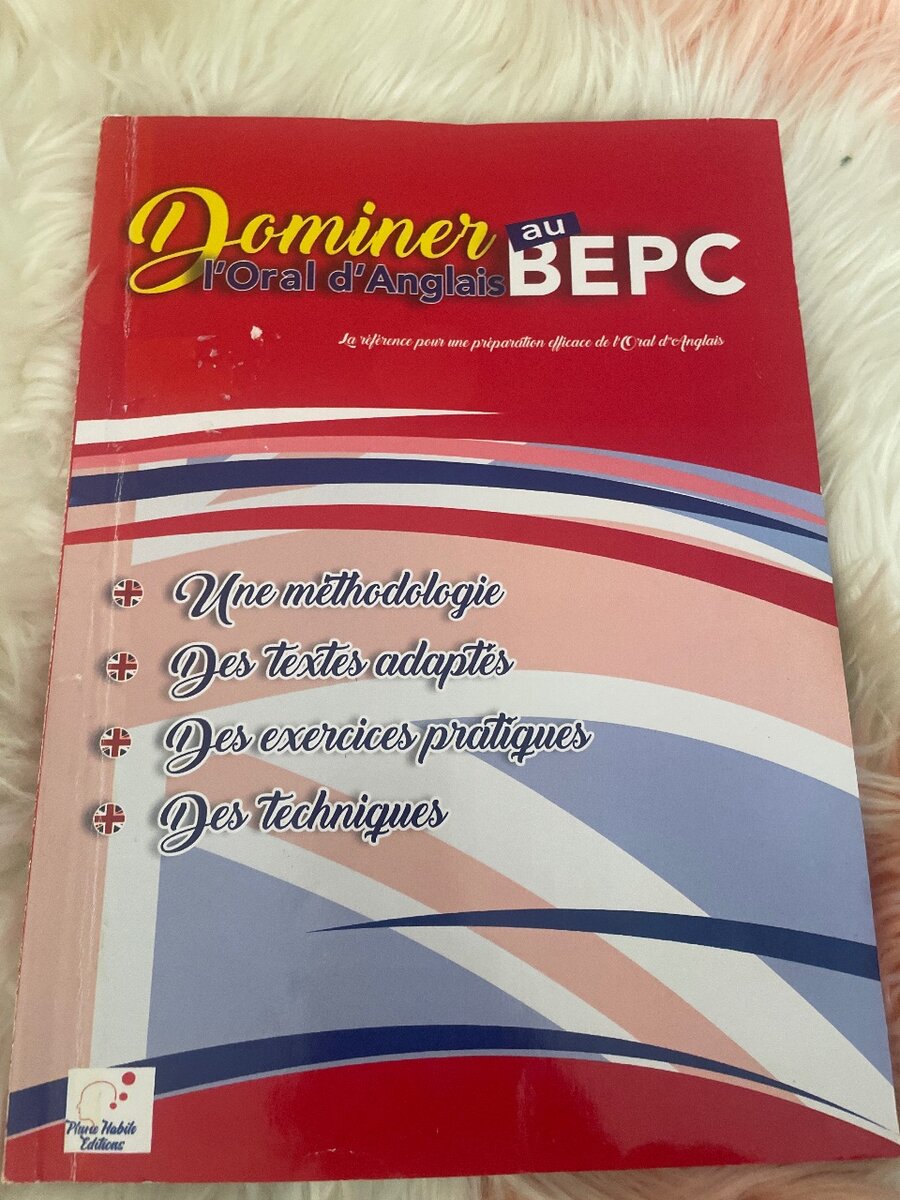 Dominer
au
l'Oral d'Anglais BEPC
La référence pour une préparation efficace de l'Oral d'Anglais
Une méthodologie
Des textes adaptés
Des exercices pratiques
Des techniques
Habile
Editions